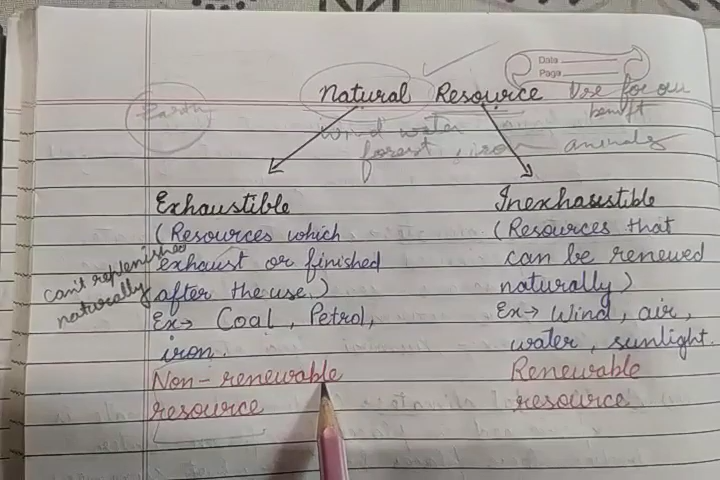 Date
Page
Natural Resource Use for our
benifit
Earth
wind water
forest, iron animals
Exhaustible
(Resources which
exhaust or finished
after the use.)
can't replenished
naturally
Ex→ Coal, Petrol,
iron.
Non-renewable
resource
Inexhaustible
(Resources that
can be renewed
naturally)
Ex→ Wind, air,
water, sunlight.
Renewable
resource